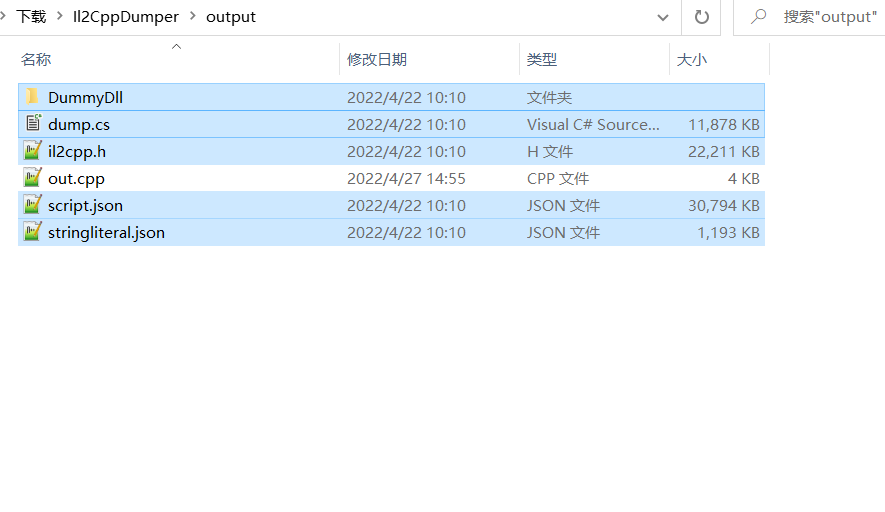 下载 > Il2CppDumper > output
搜索"output"
名称 修改日期 类型 大小
DummyDll 2022/4/22 10:10 文件夹
dump.cs 2022/4/22 10:10 Visual C# Source... 11,878 KB
il2cpp.h 2022/4/22 10:10 H 文件 22,211 KB
out.cpp 2022/4/27 14:55 CPP 文件 4 KB
script.json 2022/4/22 10:10 JSON 文件 30,794 KB
stringliteral.json 2022/4/22 10:10 JSON 文件 1,193 KB